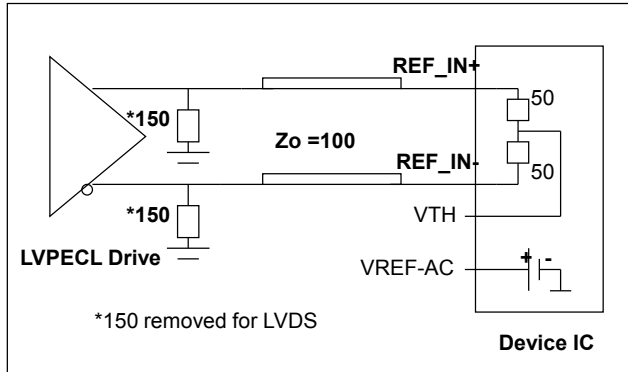 REF_IN+
50
*150
Zo =100
REF_IN-
50
*150
VTH
LVPECL Drive
VREF-AC
+ -
*150 removed for LVDS
Device IC